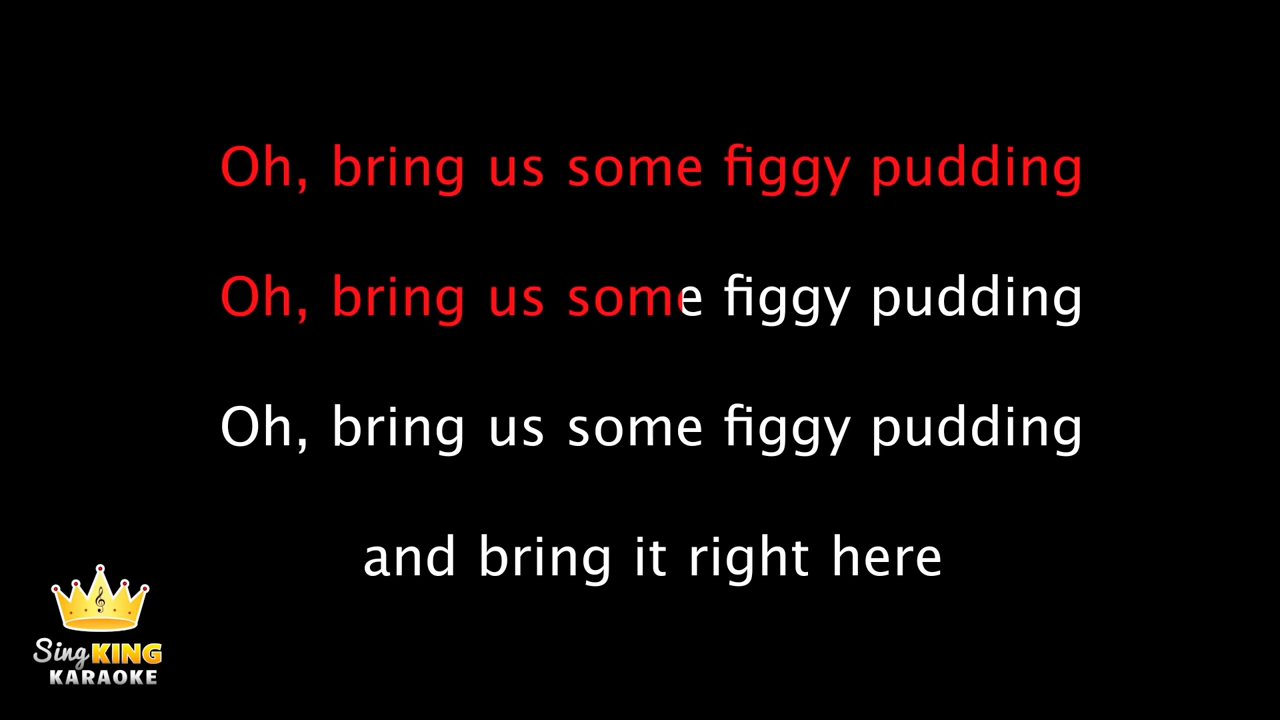 Oh, bring us some figgy pudding
Oh, bring us some figgy pudding
Oh, bring us some figgy pudding
and bring it right here
Sing KING
KARAOKE